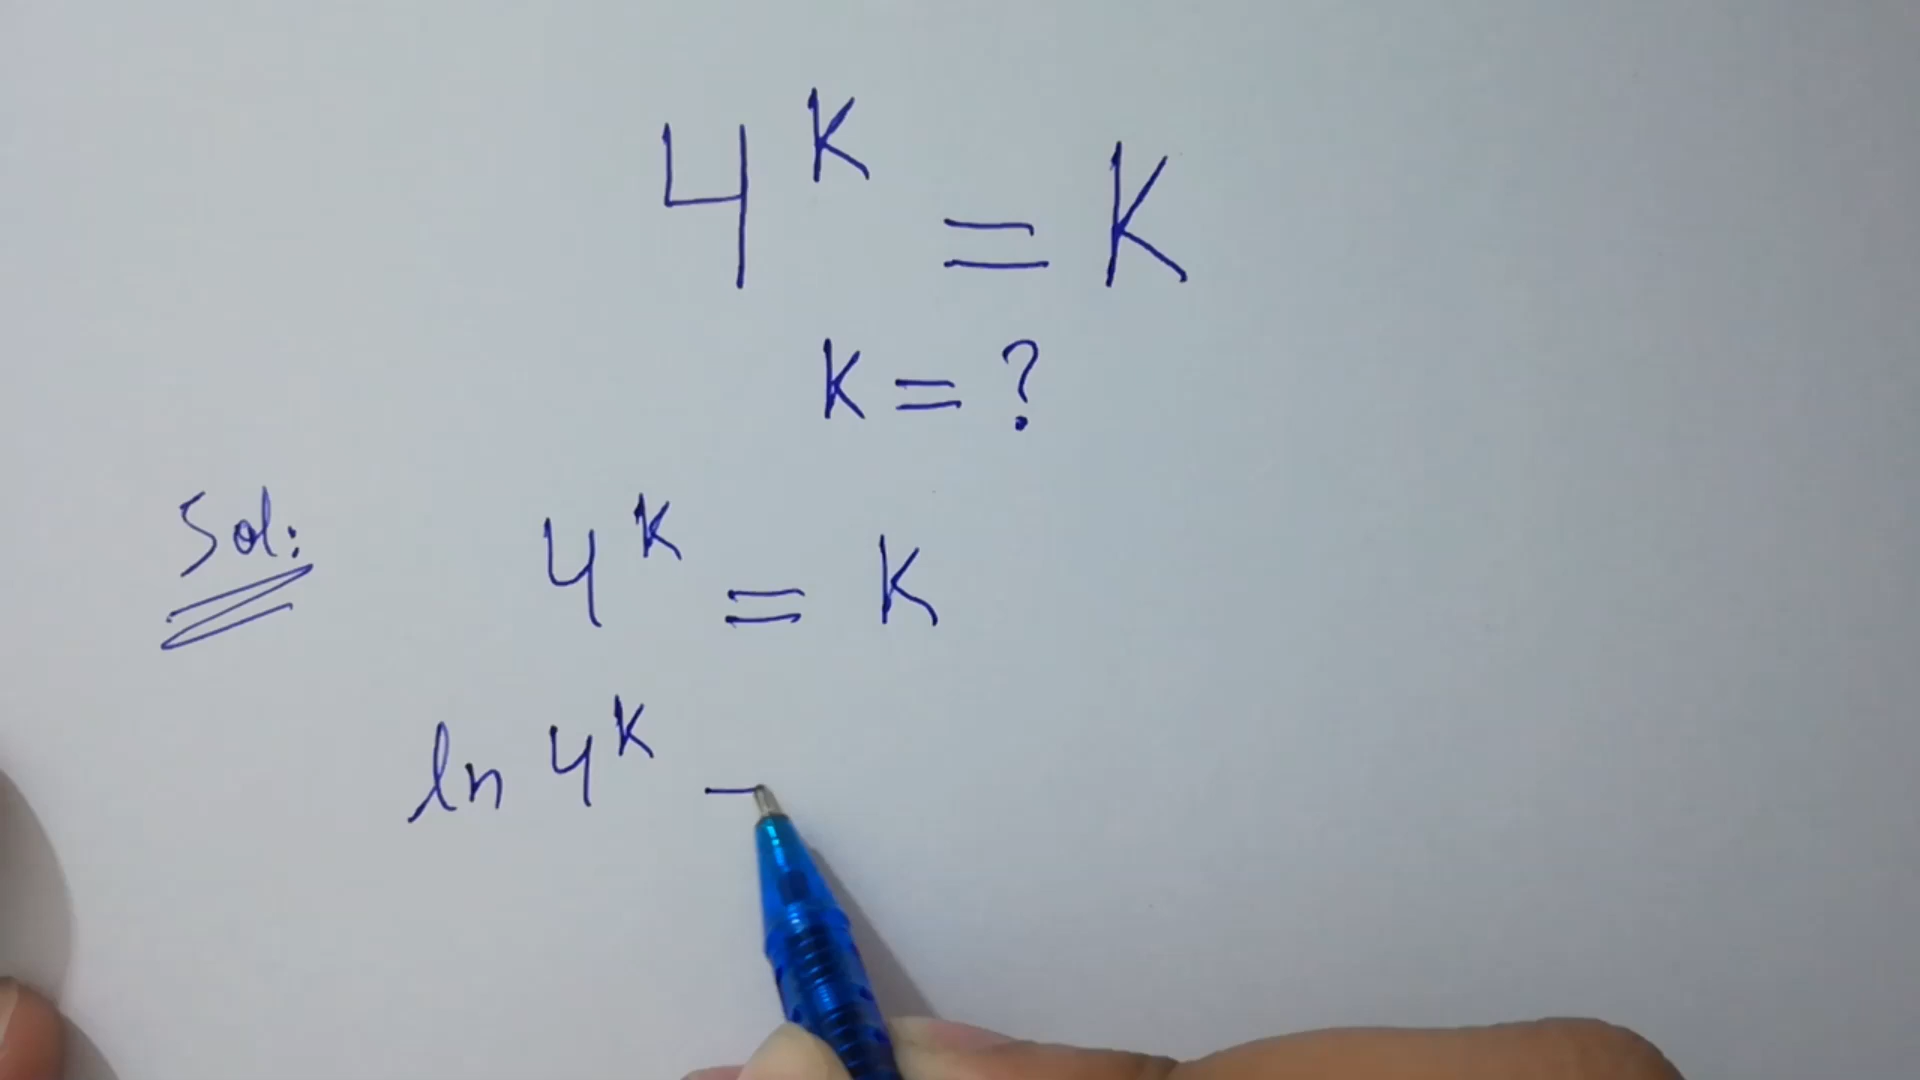 4^K = K
K = ?
Sol: 4^K = K
ln 4^K –